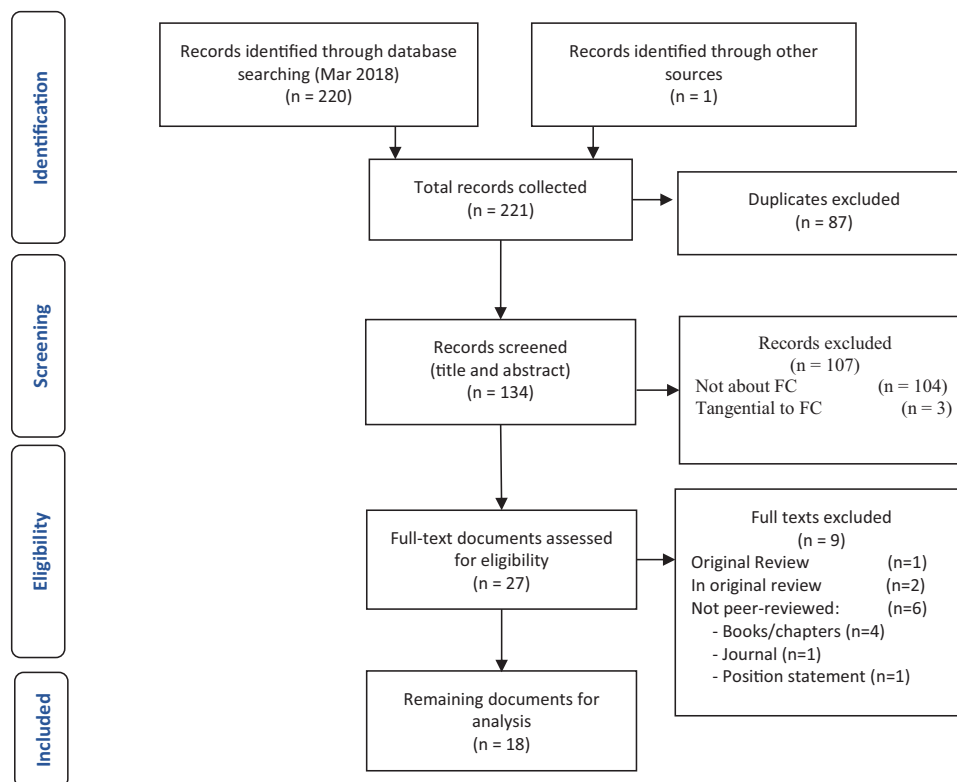 Identification
Records identified through database
searching (Mar 2018)
(n = 220)
Records identified through other
sources
(n = 1)
Total records collected
(n = 221)
Duplicates excluded
(n = 87)
Screening
Records screened
(title and abstract)
(n = 134)
Records excluded
(n = 107)
Not about FC (n = 104)
Tangential to FC (n = 3)
Eligibility
Full-text documents assessed
for eligibility
(n = 27)
Full texts excluded
(n = 9)
Original Review (n=1)
In original review (n=2)
Not peer-reviewed: (n=6)
- Books/chapters (n=4)
- Journal (n=1)
- Position statement (n=1)
Included
Remaining documents for
analysis
(n = 18)